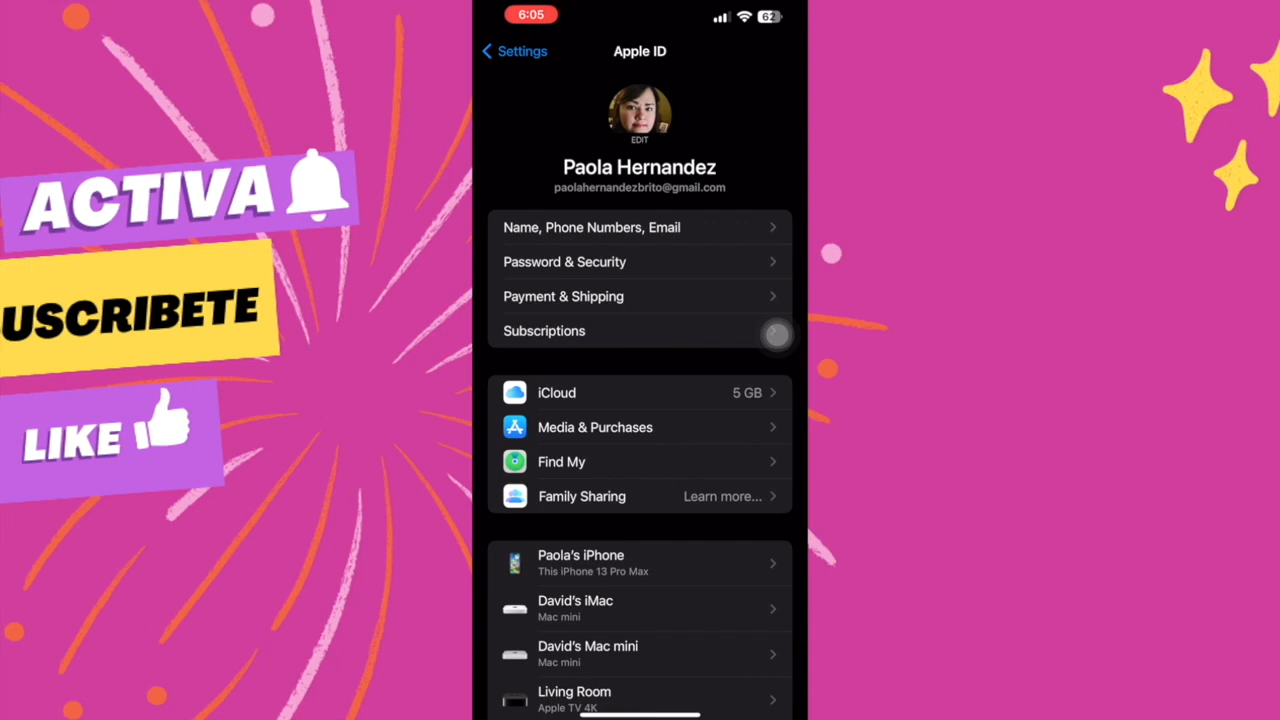 6:05
62
Settings
Apple ID
EDIT
Paola Hernandez
paolahernandezbrito@gmail.com
Name, Phone Numbers, Email
Password & Security
Payment & Shipping
Subscriptions
iCloud 5 GB
Media & Purchases
Find My
Family Sharing Learn more...
Paola's iPhone
This iPhone 13 Pro Max
David's iMac
Mac mini
David's Mac mini
Mac mini
Living Room
Apple TV 4K
ACTIVA
USCRIBETE
LIKE